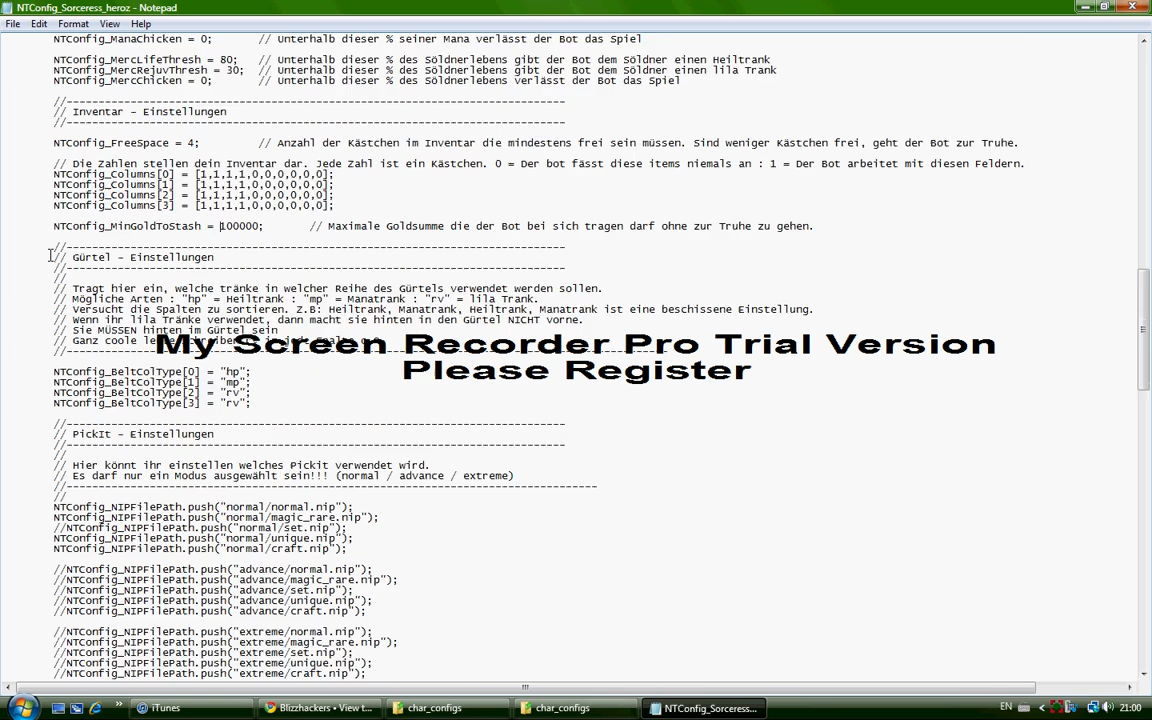 NTConfig_Sorceress_heroz - Notepad
File Edit Format View Help
NTConfig_ManaChicken = 0; // Unterhalb dieser % seiner Mana verlässt der Bot das Spiel
NTConfig_MercLifeThresh = 80; // Unterhalb dieser % des Söldnerlebens gibt der Bot dem Söldner einen Heiltrank
NTConfig_MercRejuvThresh = 30; // Unterhalb dieser % des Söldnerlebens gibt der Bot dem Söldner einen lila Trank
NTConfig_MercChicken = 0; // Unterhalb dieser % des Söldnerlebens verlässt der Bot das Spiel
//------------------------------------------------------------------------------
// Inventar - Einstellungen
//------------------------------------------------------------------------------
NTConfig_FreeSpace = 4; // Anzahl der Kästchen im Inventar die mindestens frei sein müssen. Sind weniger Kästchen frei, geht der Bot zur Truhe.
// Die Zahlen stellen dein Inventar dar. Jede Zahl ist ein Kästchen. 0 = Der bot fässt diese items niemals an : 1 = Der Bot arbeitet mit diesen Feldern.
NTConfig_Columns[0] = [1,1,1,1,0,0,0,0,0,0];
NTConfig_Columns[1] = [1,1,1,1,0,0,0,0,0,0];
NTConfig_Columns[2] = [1,1,1,1,0,0,0,0,0,0];
NTConfig_Columns[3] = [1,1,1,1,0,0,0,0,0,0];
NTConfig_MinGoldToStash = 100000; // Maximale Goldsumme die der Bot bei sich tragen darf ohne zur Truhe zu gehen.
//------------------------------------------------------------------------------
// Gürtel - Einstellungen
//------------------------------------------------------------------------------
//
// Tragt hier ein, welche tränke in welcher Reihe des Gürtels verwendet werden sollen.
// Mögliche Arten : "hp" = Heiltrank : "mp" = Manatrank : "rv" = lila Trank.
// Versucht die Spalten zu sortieren. Z.B: Heiltrank, Manatrank, Heiltrank, Manatrank ist eine beschissene Einstellung.
// Wenn ihr lila Tränke verwendet, dann macht sie hinten in den Gürtel NICHT vorne.
// Sie MÜSSEN hinten im Gürtel sein
// Ganz coole
My Screen Recorder Pro Trial Version
Please Register
NTConfig_BeltColType[0] = "hp";
NTConfig_BeltColType[1] = "mp";
NTConfig_BeltColType[2] = "rv";
NTConfig_BeltColType[3] = "rv";
//------------------------------------------------------------------------------
// PickIt - Einstellungen
//------------------------------------------------------------------------------
//
// Hier könnt ihr einstellen welches Pickit verwendet wird.
// Es darf nur ein Modus ausgewählt sein!!! (normal / advance / extreme)
//-----------------------------------------------------------------------------------
//
NTConfig_NIPFilePath.push("normal/normal.nip");
NTConfig_NIPFilePath.push("normal/magic_rare.nip");
//NTConfig_NIPFilePath.push("normal/set.nip");
NTConfig_NIPFilePath.push("normal/unique.nip");
NTConfig_NIPFilePath.push("normal/craft.nip");
//NTConfig_NIPFilePath.push("advance/normal.nip");
//NTConfig_NIPFilePath.push("advance/magic_rare.nip");
//NTConfig_NIPFilePath.push("advance/set.nip");
//NTConfig_NIPFilePath.push("advance/unique.nip");
//NTConfig_NIPFilePath.push("advance/craft.nip");
//NTConfig_NIPFilePath.push("extreme/normal.nip");
//NTConfig_NIPFilePath.push("extreme/magic_rare.nip");
//NTConfig_NIPFilePath.push("extreme/set.nip");
//NTConfig_NIPFilePath.push("extreme/unique.nip");
//NTConfig_NIPFilePath.push("extreme/craft.nip");
iTunes Blizzhackers • View t... char_configs char_configs NTConfig_Sorceress... EN 21:00